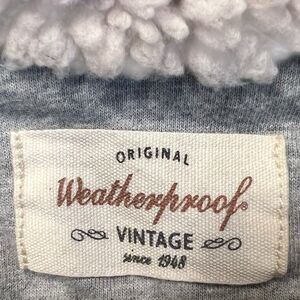 ORIGINAL
Weatherproof®
VINTAGE
since 1948